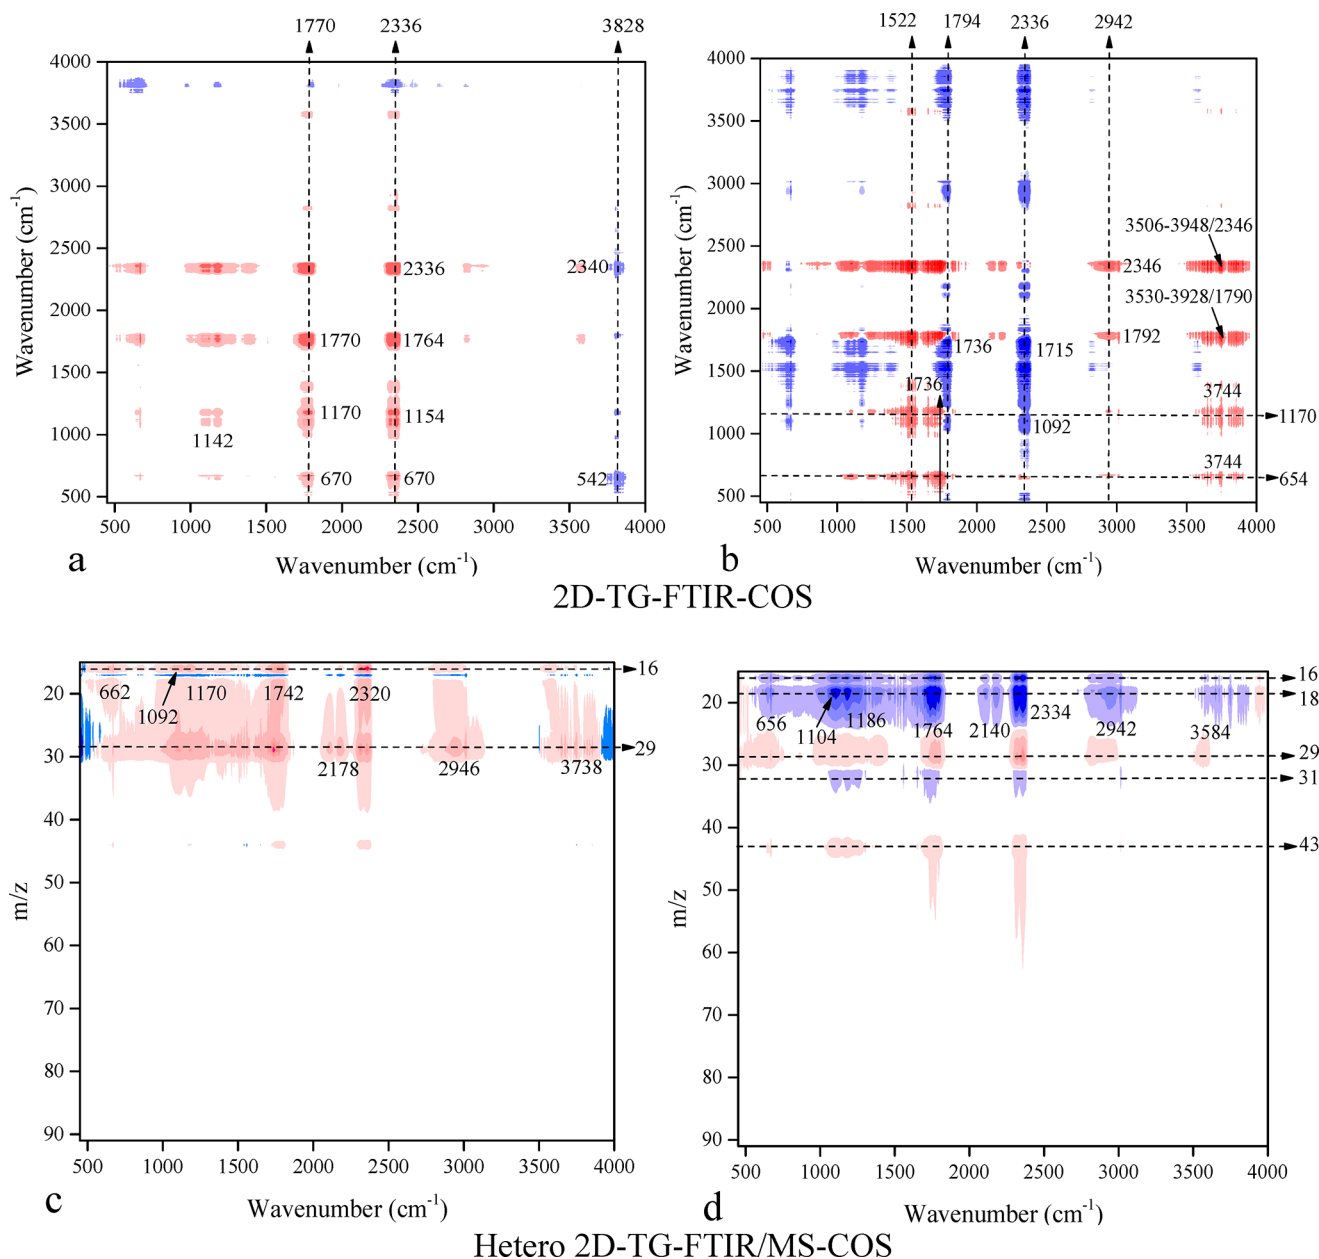 1770 2336 3828
4000
3500
3000
2500
2000
1500
1000
500
Wavenumber (cm-1)
2336
2340
1770
1764
1170
1154
1142
670
670
542
500 1000 1500 2000 2500 3000 3500 4000
Wavenumber (cm-1)
a
1522 1794 2336 2942
4000
3500
3000
2500
2000
1500
1000
500
Wavenumber (cm-1)
3506-3948/2346
2346
3530-3928/1790
1792
1736
1715
1736
3744
1170
1092
3744
654
500 1000 1500 2000 2500 3000 3500 4000
Wavenumber (cm-1)
b
2D-TG-FTIR-COS
16
662 1170 1742 2320
1092
29
2178 2946 3738
20
30
40
50
60
70
80
90
m/z
500 1000 1500 2000 2500 3000 3500 4000
Wavenumber (cm-1)
c
16
18
656 1104 1186 1764 2140 2334 2942 3584
29
31
43
20
30
40
50
60
70
80
90
m/z
500 1000 1500 2000 2500 3000 3500 4000
Wavenumber (cm-1)
d
Hetero 2D-TG-FTIR/MS-COS